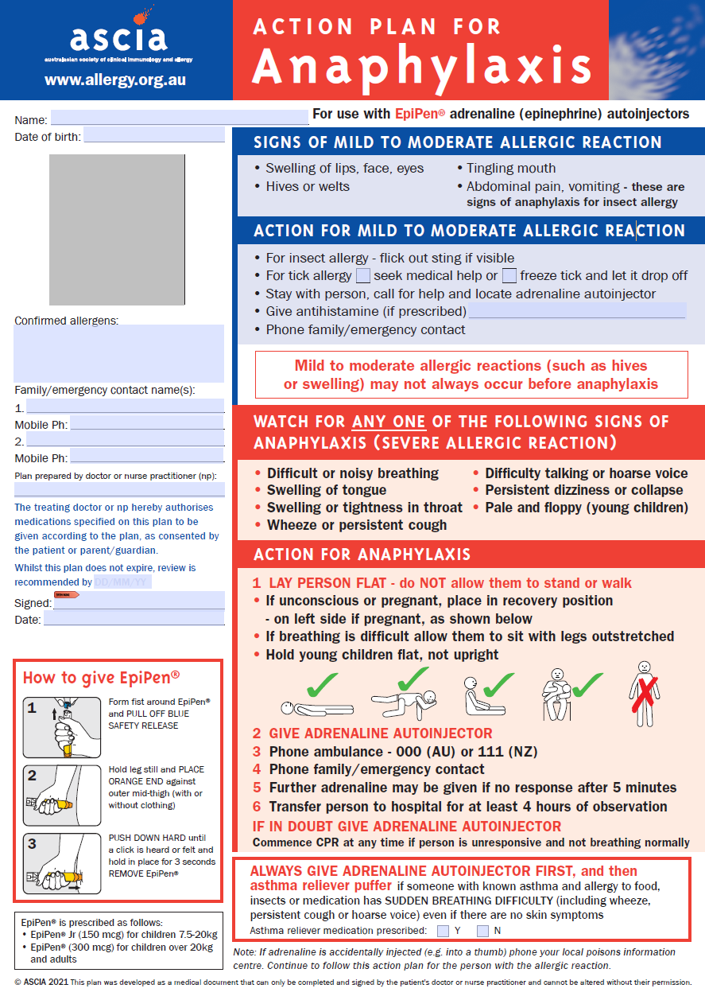 ascia
australasian society of clinical immunology and allergy
www.allergy.org.au
ACTION PLAN FOR
Anaphylaxis
For use with EpiPen® adrenaline (epinephrine) autoinjectors
Name:
Date of birth:
Confirmed allergens:
Family/emergency contact name(s):
1.
Mobile Ph:
2.
Mobile Ph:
Plan prepared by doctor or nurse practitioner (np):
The treating doctor or np hereby authorises
medications specified on this plan to be
given according to the plan, as consented by
the patient or parent/guardian.
Whilst this plan does not expire, review is
recommended by DD/MM/YY
Signed:
Date:
How to give EpiPen®
1
Form fist around EpiPen®
and PULL OFF BLUE
SAFETY RELEASE
2
Hold leg still and PLACE
ORANGE END against
outer mid-thigh (with or
without clothing)
3
PUSH DOWN HARD until
a click is heard or felt and
hold in place for 3 seconds
REMOVE EpiPen®
EpiPen® is prescribed as follows:
• EpiPen® Jr (150 mcg) for children 7.5-20kg
• EpiPen® (300 mcg) for children over 20kg
and adults
SIGNS OF MILD TO MODERATE ALLERGIC REACTION
• Swelling of lips, face, eyes
• Hives or welts
• Tingling mouth
• Abdominal pain, vomiting - these are
signs of anaphylaxis for insect allergy
ACTION FOR MILD TO MODERATE ALLERGIC REACTION
• For insect allergy - flick out sting if visible
• For tick allergy seek medical help or freeze tick and let it drop off
• Stay with person, call for help and locate adrenaline autoinjector
• Give antihistamine (if prescribed)
• Phone family/emergency contact
Mild to moderate allergic reactions (such as hives
or swelling) may not always occur before anaphylaxis
WATCH FOR ANY ONE OF THE FOLLOWING SIGNS OF
ANAPHYLAXIS (SEVERE ALLERGIC REACTION)
• Difficult or noisy breathing
• Swelling of tongue
• Swelling or tightness in throat
• Wheeze or persistent cough
• Difficulty talking or hoarse voice
• Persistent dizziness or collapse
• Pale and floppy (young children)
ACTION FOR ANAPHYLAXIS
1 LAY PERSON FLAT - do NOT allow them to stand or walk
• If unconscious or pregnant, place in recovery position
- on left side if pregnant, as shown below
• If breathing is difficult allow them to sit with legs outstretched
• Hold young children flat, not upright
2 GIVE ADRENALINE AUTOINJECTOR
3 Phone ambulance - 000 (AU) or 111 (NZ)
4 Phone family/emergency contact
5 Further adrenaline may be given if no response after 5 minutes
6 Transfer person to hospital for at least 4 hours of observation
IF IN DOUBT GIVE ADRENALINE AUTOINJECTOR
Commence CPR at any time if person is unresponsive and not breathing normally
ALWAYS GIVE ADRENALINE AUTOINJECTOR FIRST, and then
asthma reliever puffer if someone with known asthma and allergy to food,
insects or medication has SUDDEN BREATHING DIFFICULTY (including wheeze,
persistent cough or hoarse voice) even if there are no skin symptoms
Asthma reliever medication prescribed: Y N
Note: If adrenaline is accidentally injected (e.g. into a thumb) phone your local poisons information
centre. Continue to follow this action plan for the person with the allergic reaction.
© ASCIA 2021 This plan was developed as a medical document that can only be completed and signed by the patient's doctor or nurse practitioner and cannot be altered without their permission.